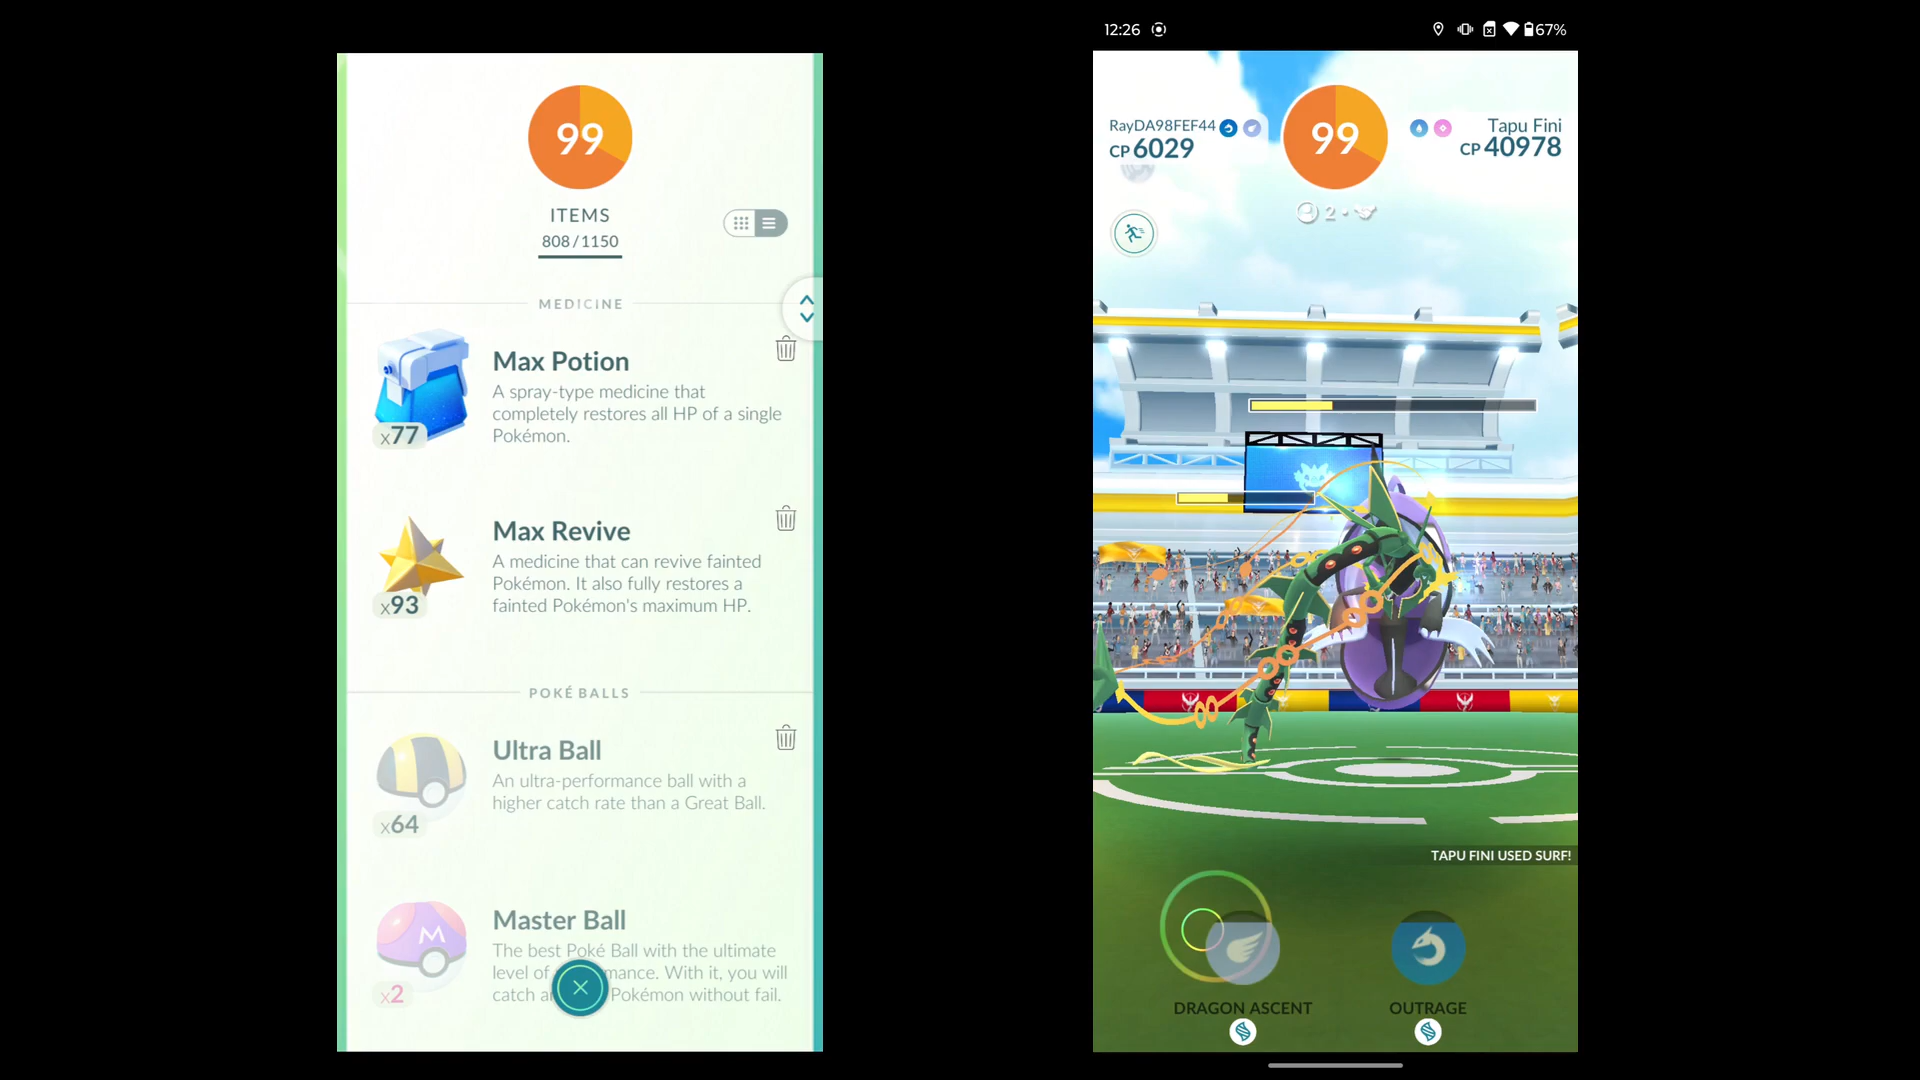 99
ITEMS
808/1150
MEDICINE
Max Potion
A spray-type medicine that
completely restores all HP of a single
Pokémon.
x77
Max Revive
A medicine that can revive fainted
Pokémon. It also fully restores a
fainted Pokémon's maximum HP.
x93
POKÉ BALLS
Ultra Ball
An ultra-performance ball with a
higher catch rate than a Great Ball.
x64
Master Ball
The best Poké Ball with the ultimate
level of mance. With it, you will
catch a Pokémon without fail.
M
x2
12:26
67%
RayDA98FEF44
CP 6029
99
Tapu Fini
CP 40978
2 •
TAPU FINI USED SURF!
DRAGON ASCENT
OUTRAGE